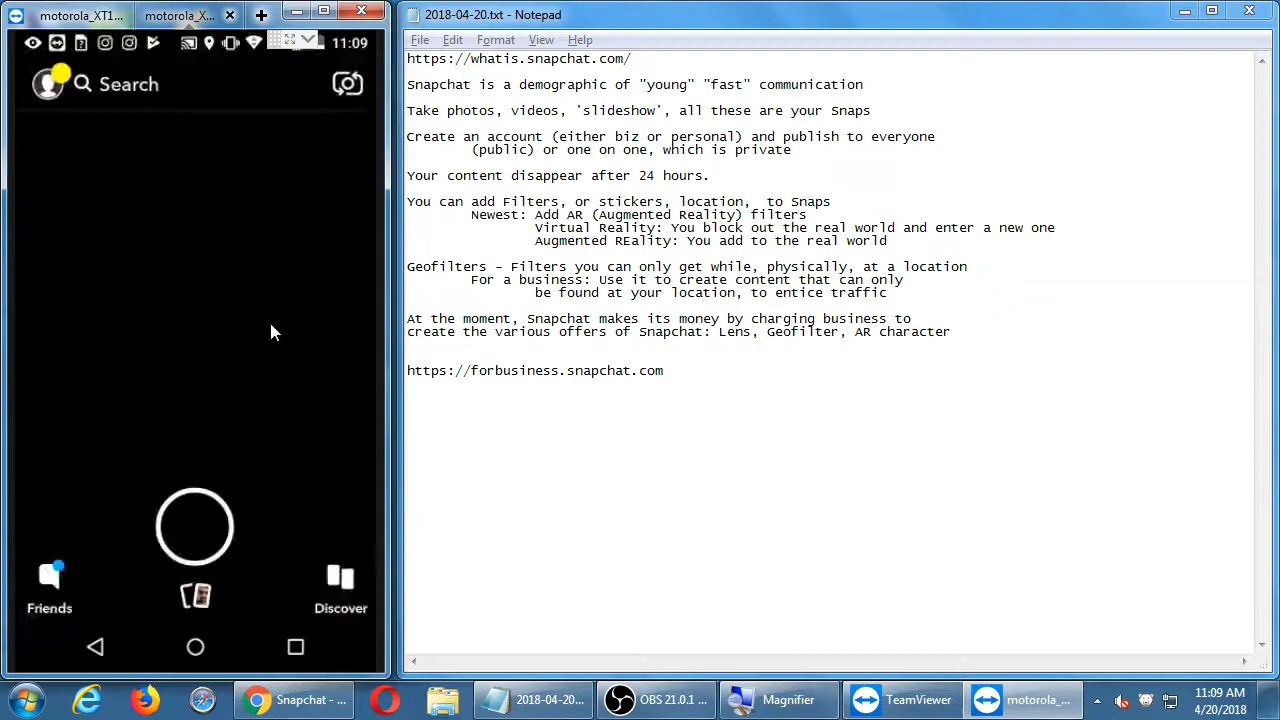 motorola_XT1...
motorola_X...
11:09
Search
Friends
Discover
2018-04-20.txt - Notepad
File Edit Format View Help
https://whatis.snapchat.com/
Snapchat is a demographic of "young" "fast" communication
Take photos, videos, 'slideshow', all these are your Snaps
Create an account (either biz or personal) and publish to everyone
(public) or one on one, which is private
Your content disappear after 24 hours.
You can add Filters, or stickers, location,  to Snaps
Newest: Add AR (Augmented Reality) filters
Virtual Reality: You block out the real world and enter a new one
Augmented REality: You add to the real world
Geofilters - Filters you can only get while, physically, at a location
For a business: Use it to create content that can only
be found at your location, to entice traffic
At the moment, Snapchat makes its money by charging business to
create the various offers of Snapchat: Lens, Geofilter, AR character
https://forbusiness.snapchat.com
Snapchat - ...
2018-04-20...
OBS 21.0.1 ...
Magnifier
TeamViewer
motorola_...
11:09 AM
4/20/2018